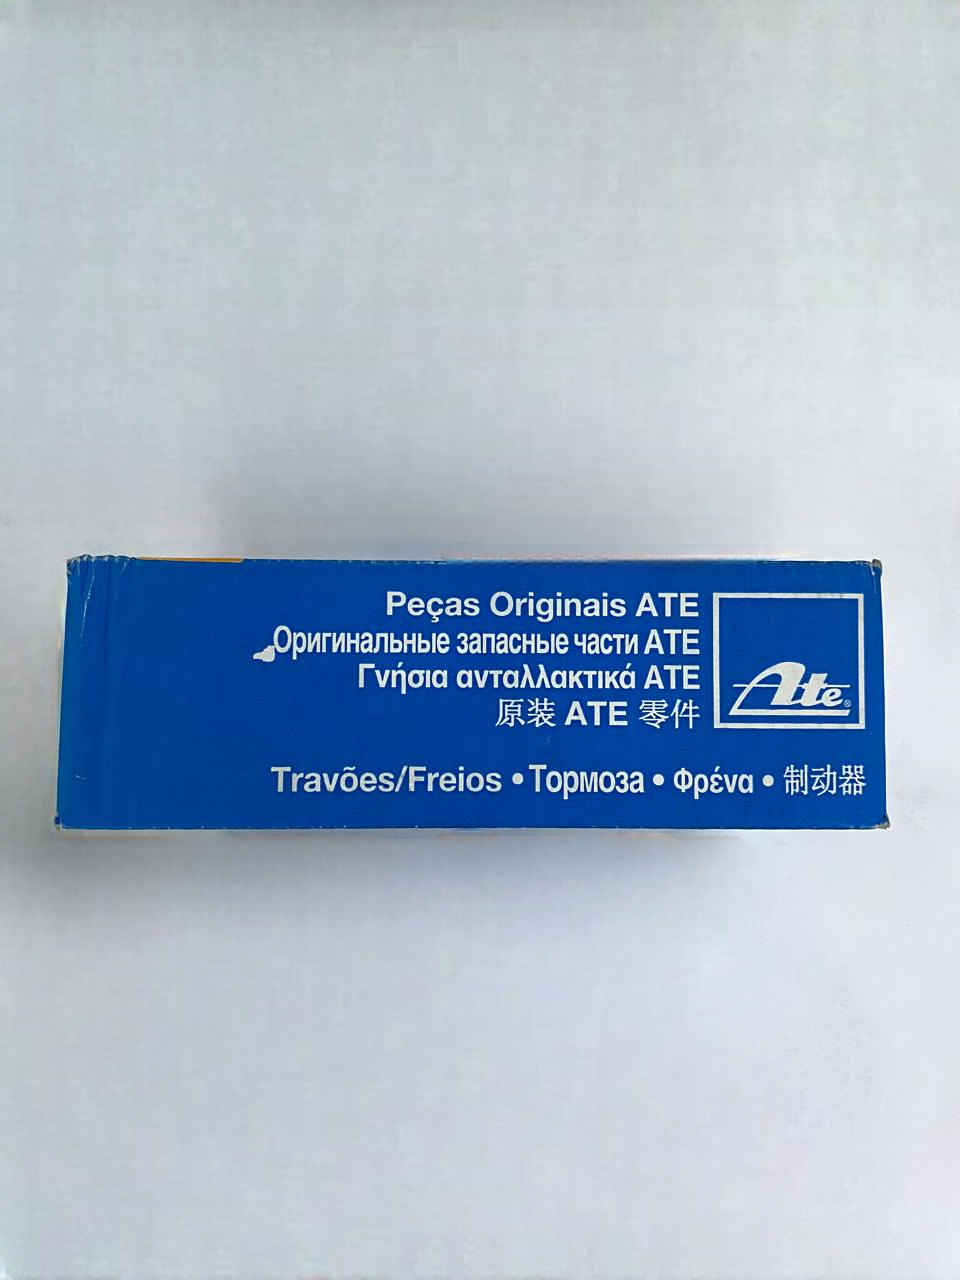 Peças Originais ATE
Оригинальные запасные части ATE
Γνήσια ανταλλακτικά ATE
原装 ATE 零件
Ate®
Travões/Freios • Тормоза • Φρένα • 制动器